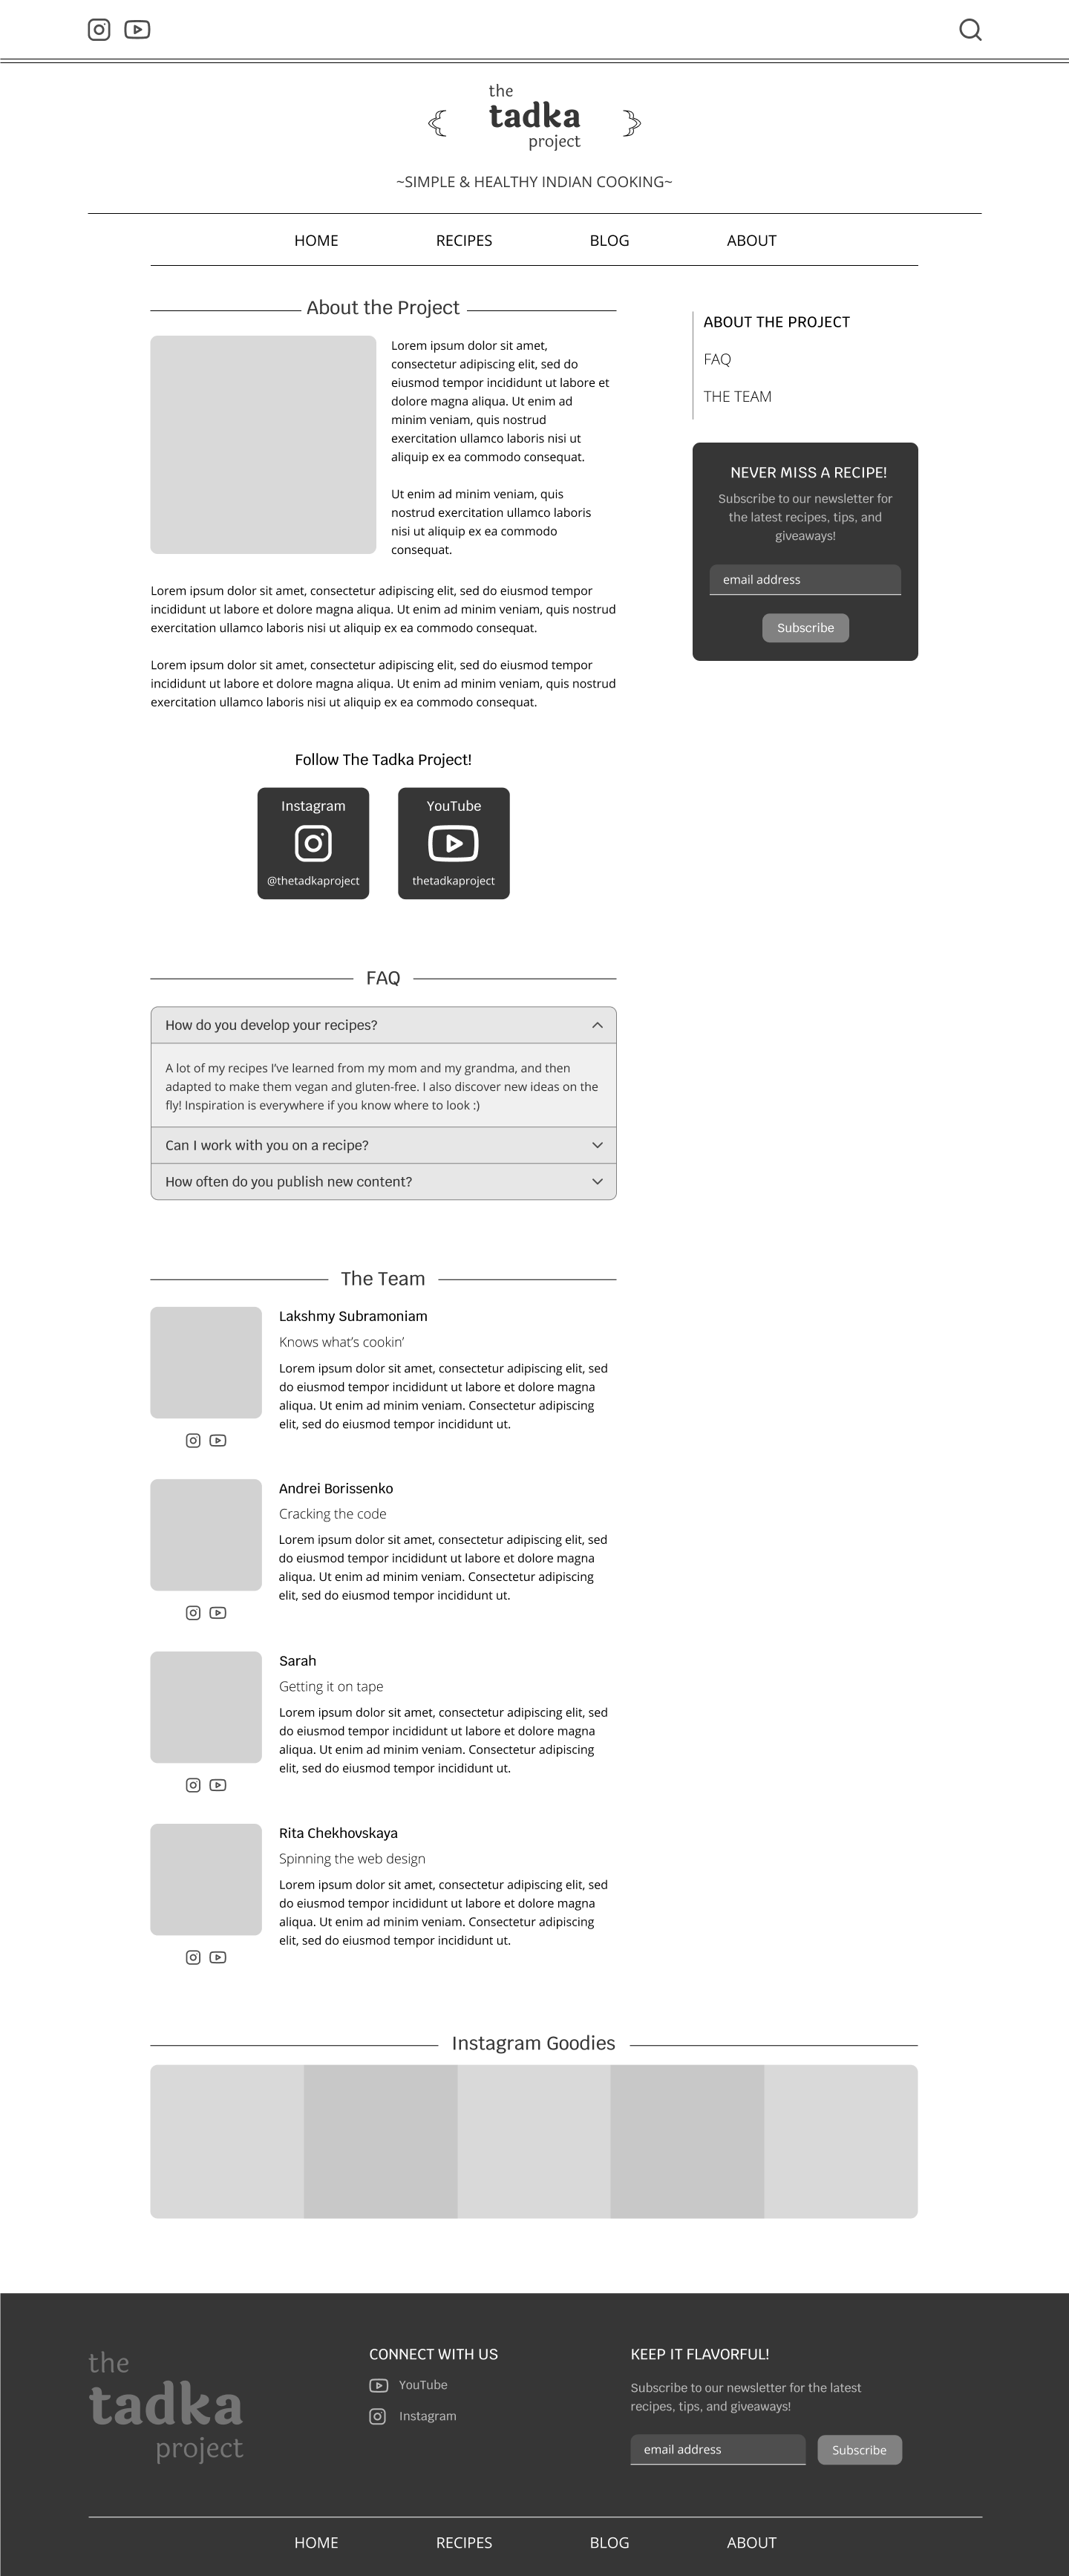 the
tadka
project
~SIMPLE & HEALTHY INDIAN COOKING~
HOME RECIPES BLOG ABOUT
About the Project
Lorem ipsum dolor sit amet,
consectetur adipiscing elit, sed do
eiusmod tempor incididunt ut labore et
dolore magna aliqua. Ut enim ad
minim veniam, quis nostrud
exercitation ullamco laboris nisi ut
aliquip ex ea commodo consequat.
Ut enim ad minim veniam, quis
nostrud exercitation ullamco laboris
nisi ut aliquip ex ea commodo
consequat.
Lorem ipsum dolor sit amet, consectetur adipiscing elit, sed do eiusmod tempor
incididunt ut labore et dolore magna aliqua. Ut enim ad minim veniam, quis nostrud
exercitation ullamco laboris nisi ut aliquip ex ea commodo consequat.
Lorem ipsum dolor sit amet, consectetur adipiscing elit, sed do eiusmod tempor
incididunt ut labore et dolore magna aliqua. Ut enim ad minim veniam, quis nostrud
exercitation ullamco laboris nisi ut aliquip ex ea commodo consequat.
ABOUT THE PROJECT
FAQ
THE TEAM
NEVER MISS A RECIPE!
Subscribe to our newsletter for
the latest recipes, tips, and
giveaways!
email address
Subscribe
Follow The Tadka Project!
Instagram
@thetadkaproject
YouTube
thetadkaproject
FAQ
How do you develop your recipes?
A lot of my recipes I've learned from my mom and my grandma, and then
adapted to make them vegan and gluten-free. I also discover new ideas on the
fly! Inspiration is everywhere if you know where to look :)
Can I work with you on a recipe?
How often do you publish new content?
The Team
Lakshmy Subramoniam
Knows what's cookin'
Lorem ipsum dolor sit amet, consectetur adipiscing elit, sed
do eiusmod tempor incididunt ut labore et dolore magna
aliqua. Ut enim ad minim veniam. Consectetur adipiscing
elit, sed do eiusmod tempor incididunt ut.
Andrei Borissenko
Cracking the code
Lorem ipsum dolor sit amet, consectetur adipiscing elit, sed
do eiusmod tempor incididunt ut labore et dolore magna
aliqua. Ut enim ad minim veniam. Consectetur adipiscing
elit, sed do eiusmod tempor incididunt ut.
Sarah
Getting it on tape
Lorem ipsum dolor sit amet, consectetur adipiscing elit, sed
do eiusmod tempor incididunt ut labore et dolore magna
aliqua. Ut enim ad minim veniam. Consectetur adipiscing
elit, sed do eiusmod tempor incididunt ut.
Rita Chekhovskaya
Spinning the web design
Lorem ipsum dolor sit amet, consectetur adipiscing elit, sed
do eiusmod tempor incididunt ut labore et dolore magna
aliqua. Ut enim ad minim veniam. Consectetur adipiscing
elit, sed do eiusmod tempor incididunt ut.
Instagram Goodies
the
tadka
project
CONNECT WITH US
YouTube
Instagram
KEEP IT FLAVORFUL!
Subscribe to our newsletter for the latest
recipes, tips, and giveaways!
email address
Subscribe
HOME RECIPES BLOG ABOUT